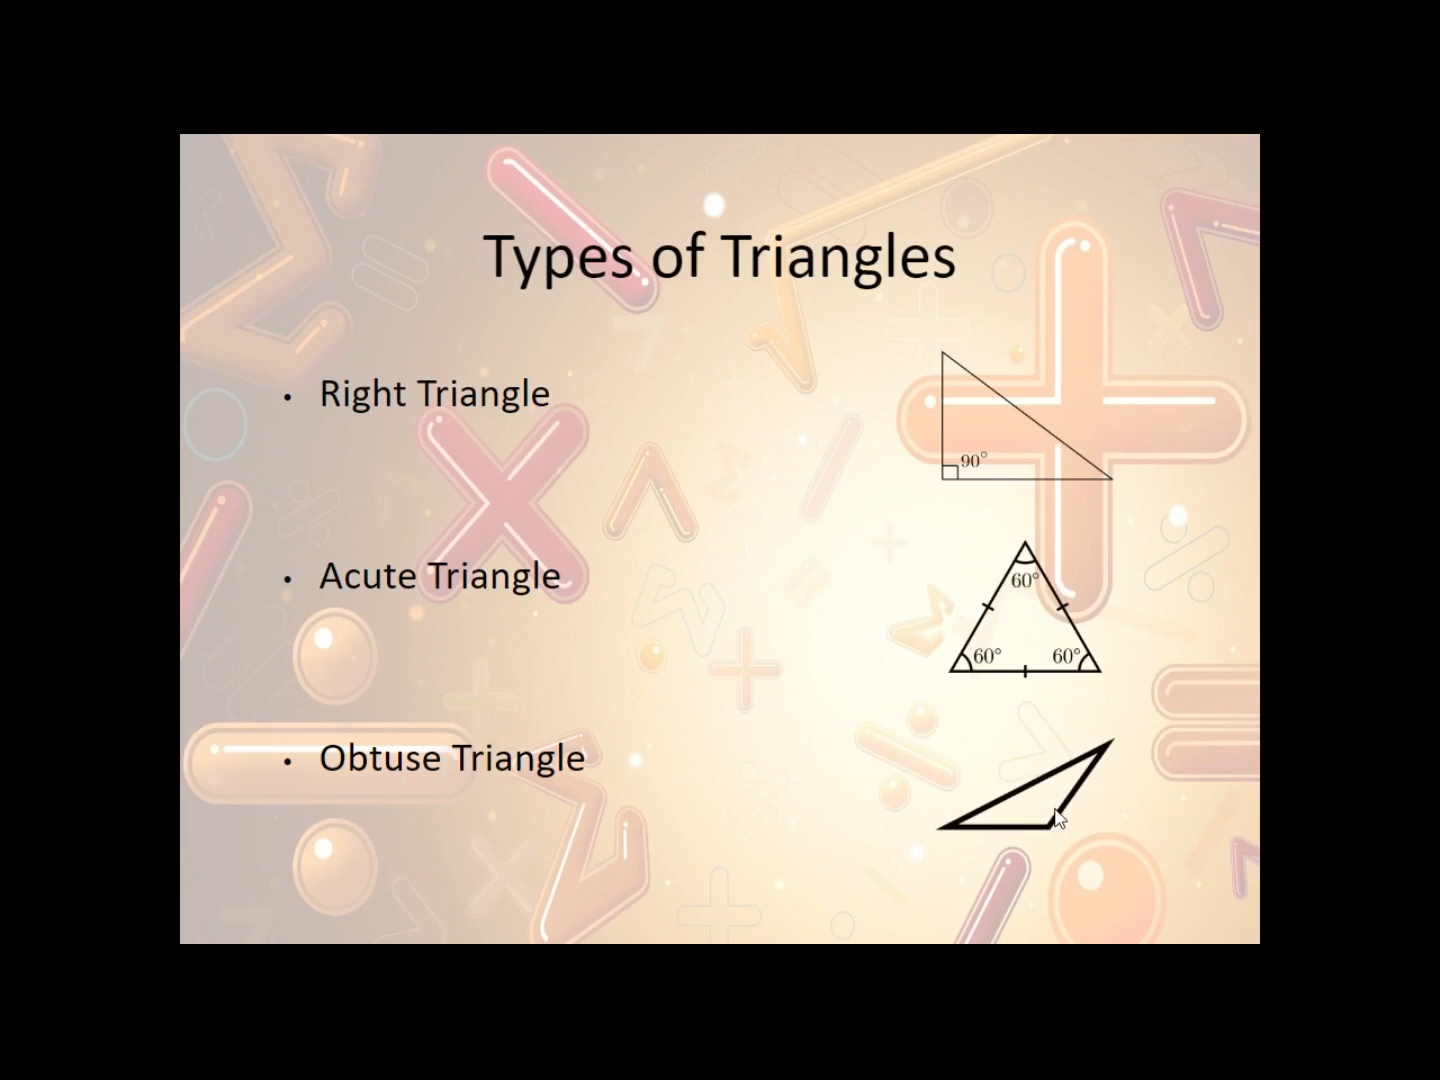 Types of Triangles
• Right Triangle
90°
• Acute Triangle
60°
60° 60°
• Obtuse Triangle